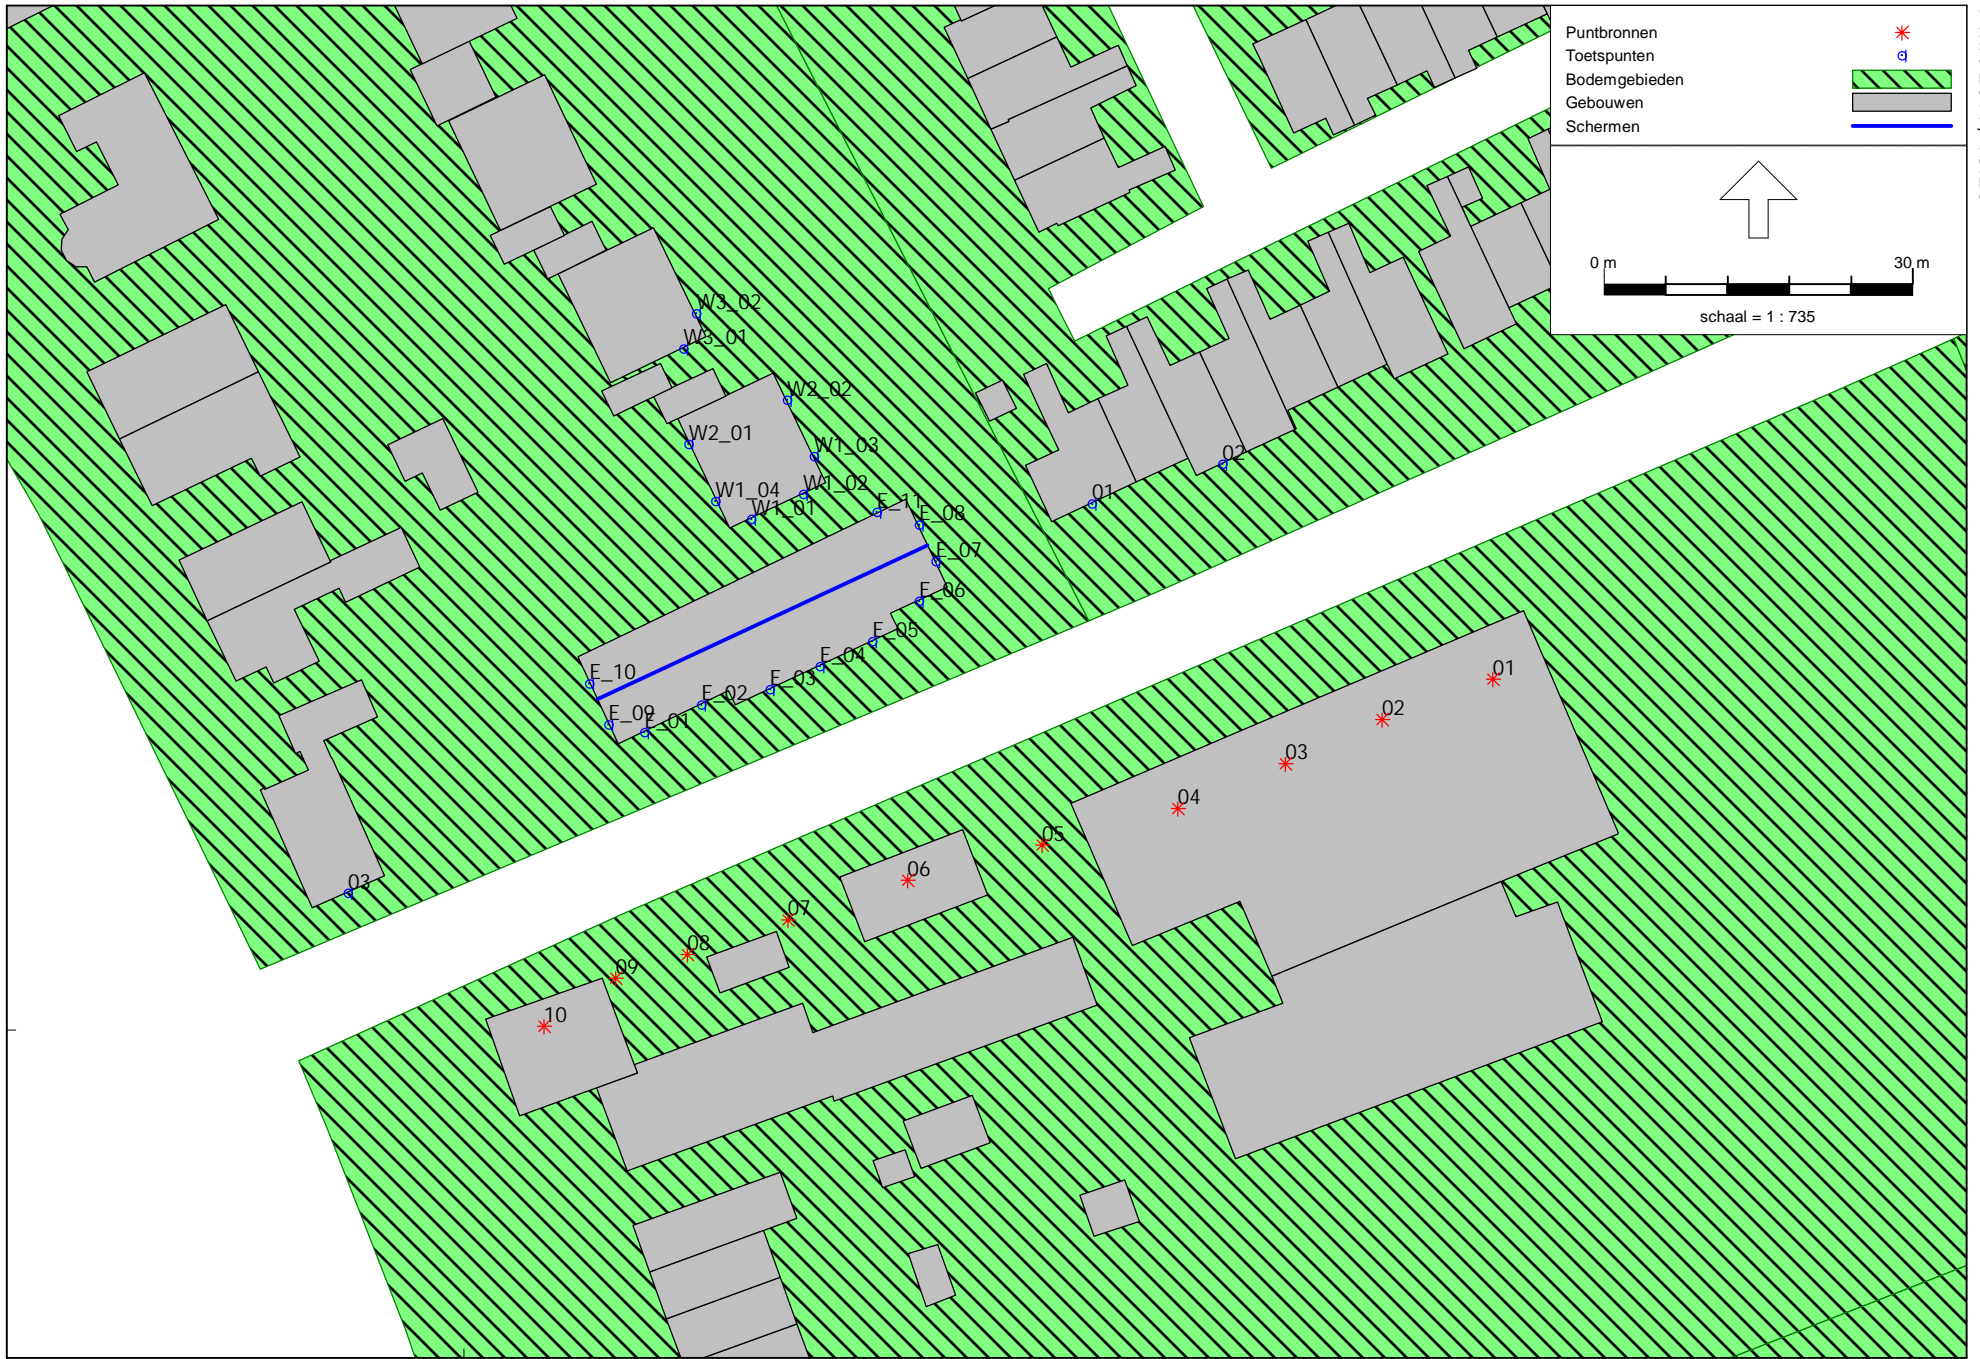 Puntbronnen
Toetspunten
Bodemgebieden
Gebouwen
Schermen
0 m 30 m
schaal = 1 : 735
W3_02
W3_01
W2_02
W2_01
W1_03
W1_04
W1_02
W1_01
E_11
E_08
E_07
E_06
E_05
E_04
E_03
E_02
E_10
E_09
E_01
01
02
03
01
02
03
04
05
06
07
08
09
10